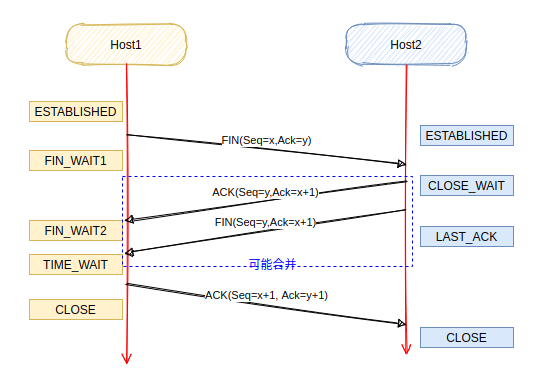 Host1
Host2
ESTABLISHED
ESTABLISHED
FIN(Seq=x,Ack=y)
FIN_WAIT1
CLOSE_WAIT
ACK(Seq=y,Ack=x+1)
FIN(Seq=y,Ack=x+1)
FIN_WAIT2
LAST_ACK
TIME_WAIT
可能合并
ACK(Seq=x+1, Ack=y+1)
CLOSE
CLOSE